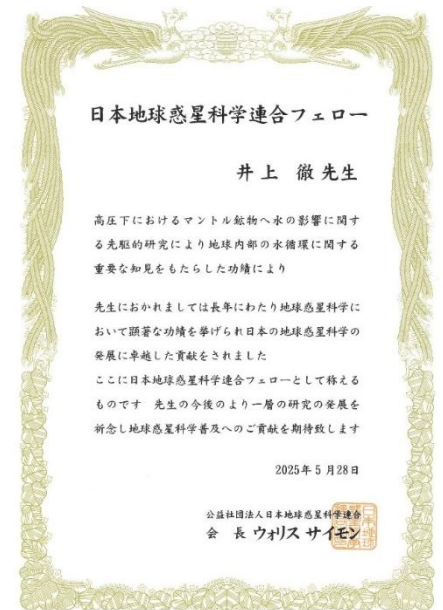 日本地球惑星科学連合フェロー
井上 徹 先生
高圧下におけるマントル鉱物へ水の影響に関す
る先駆的研究により地球内部の水循環に関する
重要な知見をもたらした功績により
先生におかれましては長年にわたり地球惑星科学に
おいて顕著な功績を挙げられ日本の地球惑星科学の
発展に卓越した貢献をされました
ここに日本地球惑星科学連合フェローとして称える
ものです 先生の今後のより一層の研究の発展を
祈念し地球惑星科学普及へのご貢献を期待致します
2025年5月28日
公益社団法人日本地球惑星科学連合
会 長 ウォリス サイモン